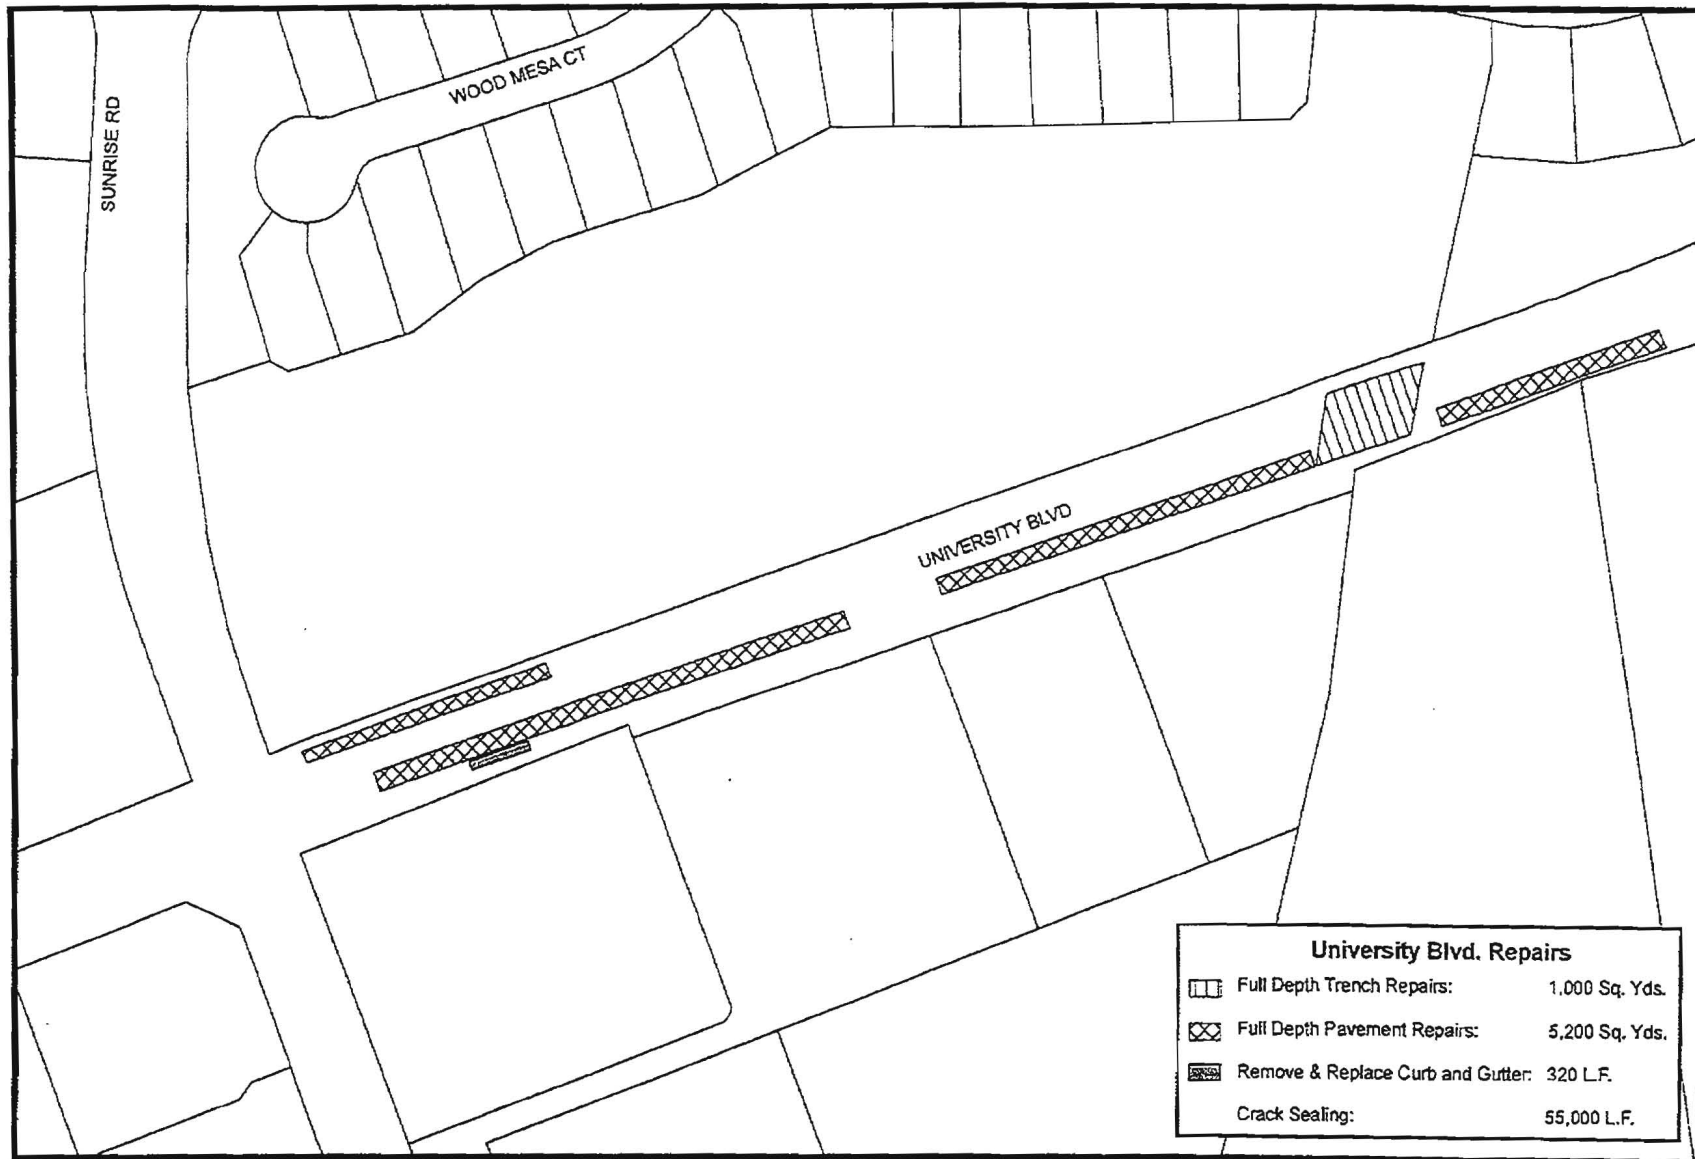 WOOD MESA CT
SUNRISE RD
UNIVERSITY BLVD
University Blvd. Repairs
Full Depth Trench Repairs: 1,000 Sq. Yds.
Full Depth Pavement Repairs: 5,200 Sq. Yds.
Remove & Replace Curb and Gutter: 320 L.F.
Crack Sealing: 55,000 L.F.